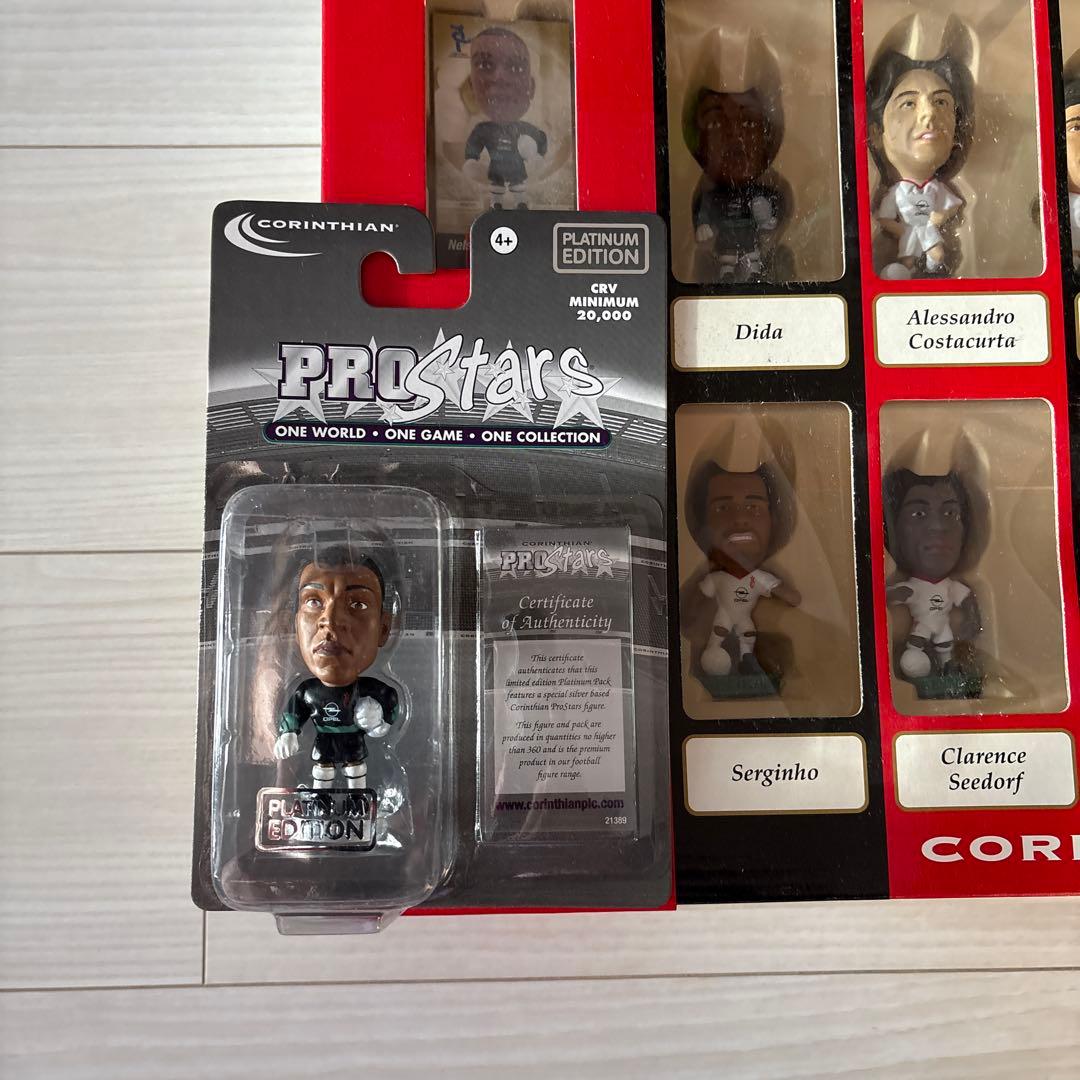 CORINTHIAN
4+
PLATINUM
EDITION
CRV
MINIMUM
20,000
PROStars
ONE WORLD • ONE GAME • ONE COLLECTION
CORINTHIAN
PROStars
Certificate
of Authenticity
This certificate
authenticates that this
limited edition Platinum Pack
features a special silver based
Corinthian ProStars figure.
This figure and pack are
produced in quantities no higher
than 360 and is the premium
product in our football
figure range.
www.corinthianplc.com
21389
OPEL
PLATINUM
EDITION
Dida
Alessandro
Costacurta
Serginho
Clarence
Seedorf